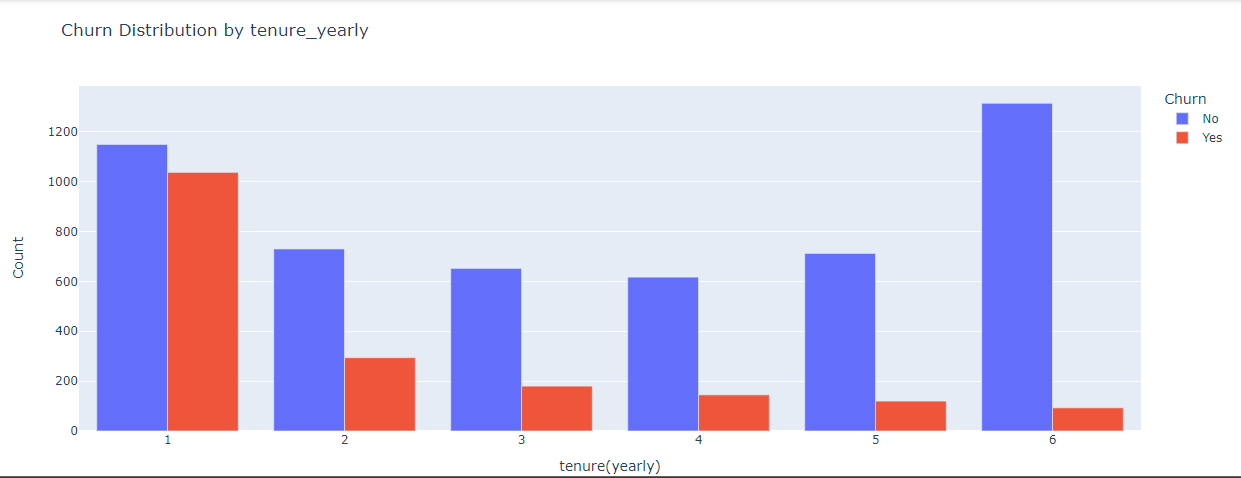 Churn Distribution by tenure_yearly
Churn
No
Yes
Count
1200
1000
800
600
400
200
0
1 2 3 4 5 6
tenure(yearly)